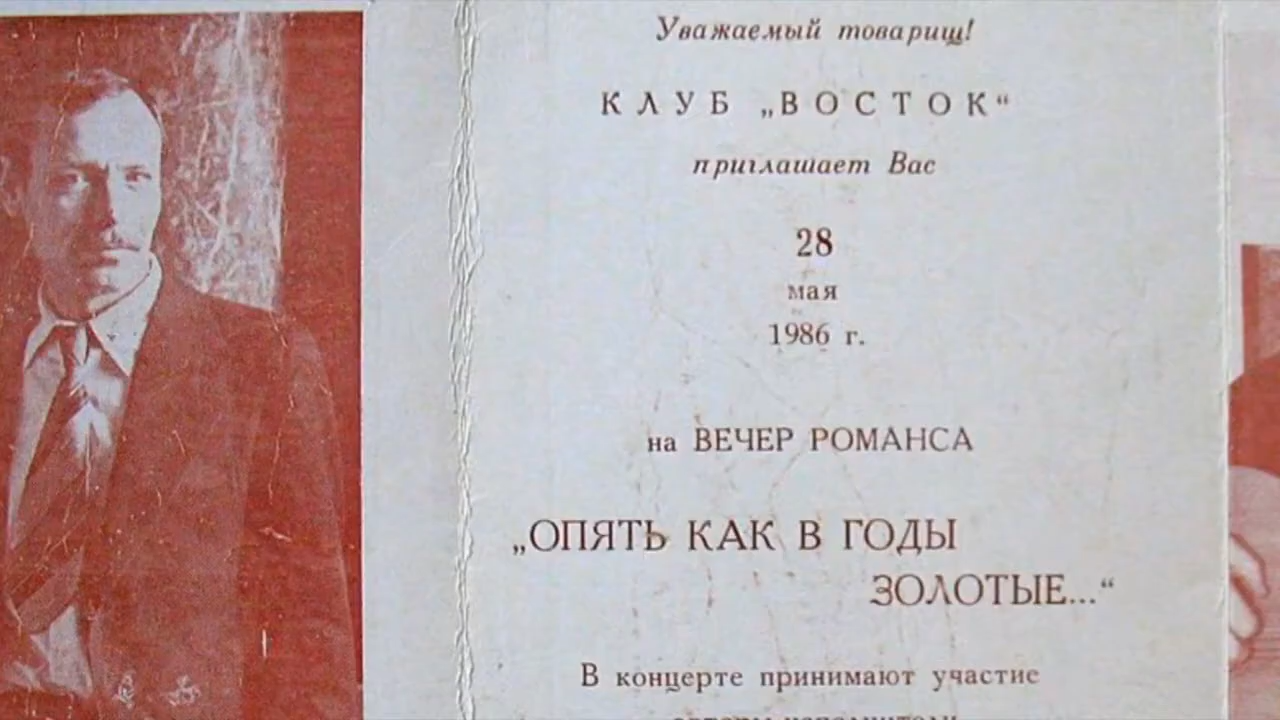 Уважаемый товарищ!
КЛУБ „ВОСТОК“
приглашает Вас
28
мая
1986 г.
на ВЕЧЕР РОМАНСА
„ОПЯТЬ КАК В ГОДЫ
ЗОЛОТЫЕ...“
В концерте принимают участие